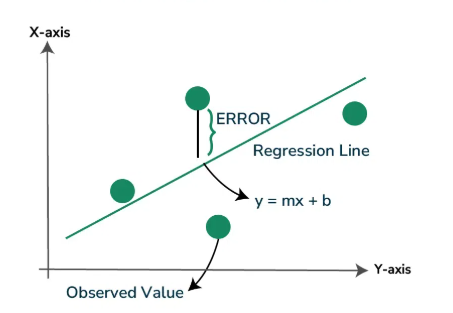 X-axis
ERROR
Regression Line
y = mx + b
Y-axis
Observed Value